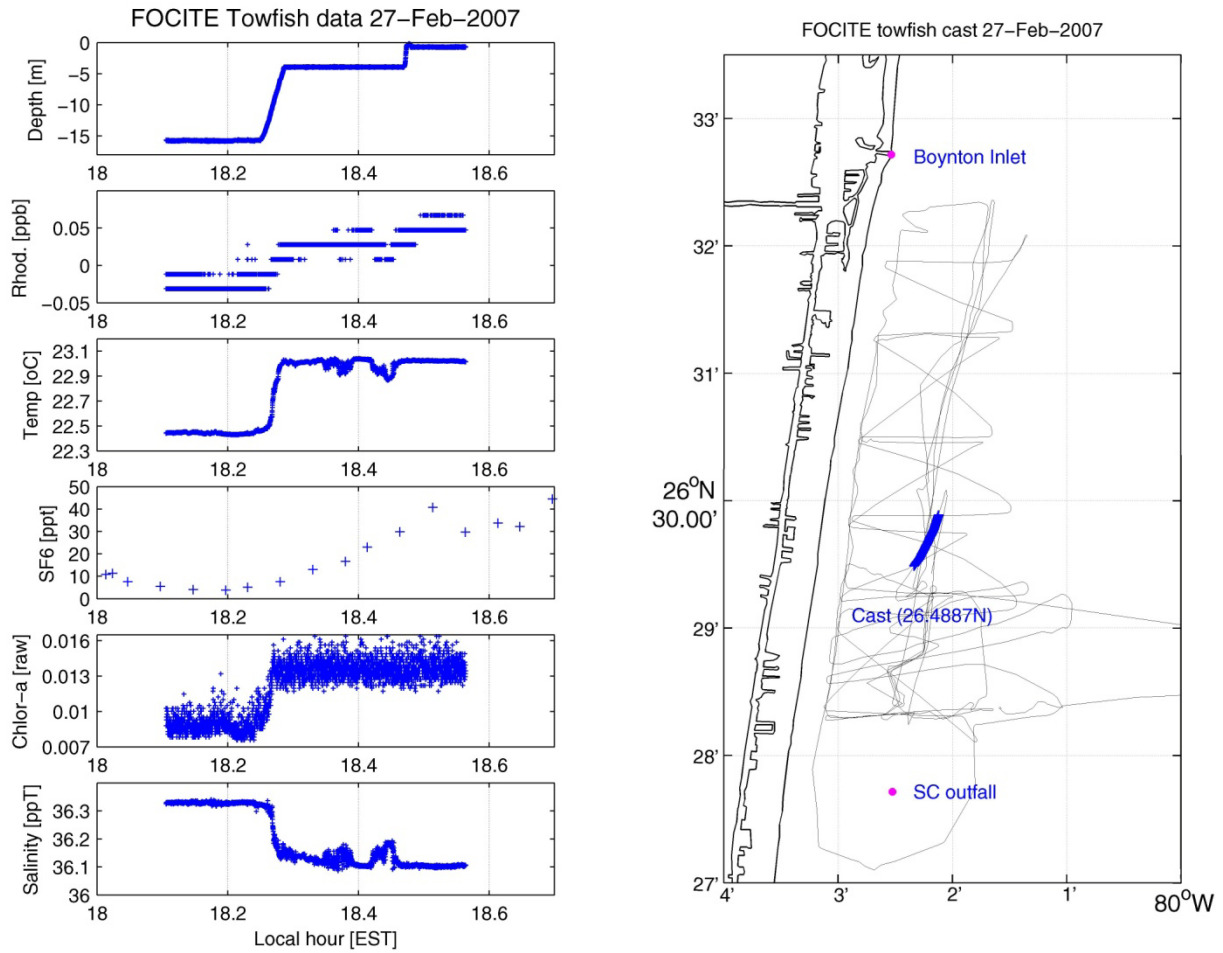 FOCITE Towfish data 27-Feb-2007
0
-5
-10
-15
Depth [m]
18 18.2 18.4 18.6
0.05
0
-0.05
Rhod. [ppb]
18 18.2 18.4 18.6
23.1
22.9
22.5
22.3
Temp [oC]
18 18.2 18.4 18.6
50
40
30
20
10
0
SF6 [ppt]
18 18.2 18.4 18.6
0.016
0.013
0.01
0.007
Chlor-a [raw]
18 18.2 18.4 18.6
36.3
36.2
36.1
36
Salinity [ppT]
18 18.2 18.4 18.6
Local hour [EST]
FOCITE towfish cast 27-Feb-2007
33'
Boynton Inlet
32'
31'
26°N
30.00'
Cast (26.4887N)
29'
28'
SC outfall
27'
4' 3' 2' 1' 80°W